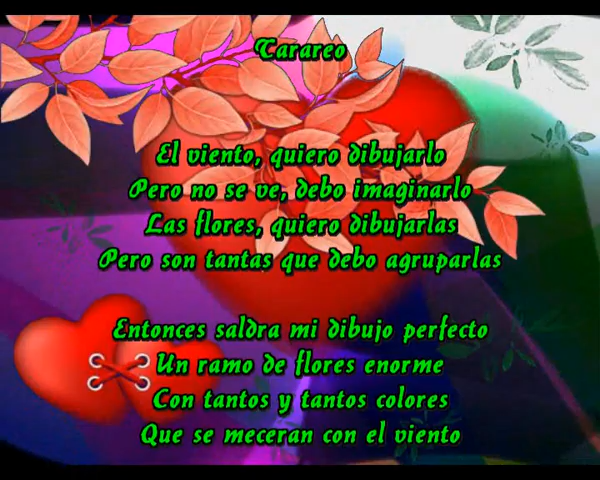 Carareo
El viento, quiero dibujarlo
Pero no se ve, debo imaginarlo
Las flores, quiero dibujarlas
Pero son tantas que debo agruparlas
Entonces saldra mi dibujo perfecto
Un ramo de flores enorme
Con tantos y tantos colores
Que se meceran con el viento